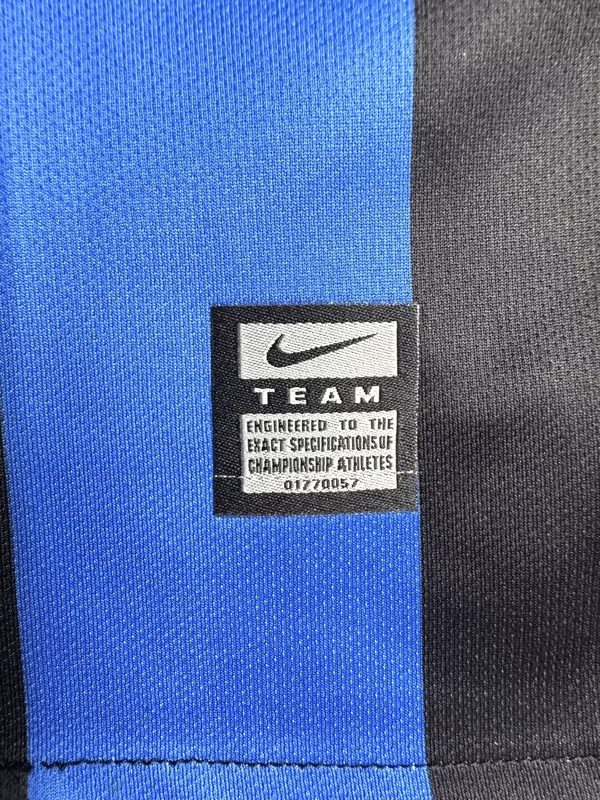 TEAM
ENGINEERED TO THE
EXACT SPECIFICATIONS OF
CHAMPIONSHIP ATHLETES
01770057